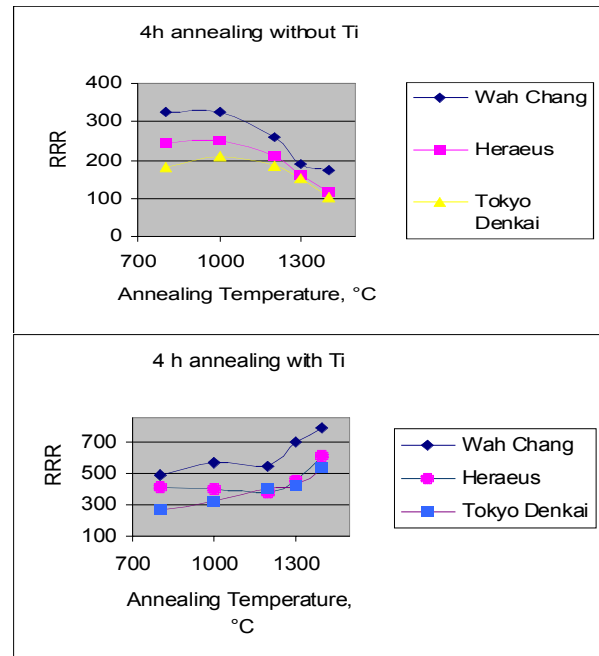 4h annealing without Ti
400
300
200
100
0
RRR
700 1000 1300
Annealing Temperature, °C
Wah Chang
Heraeus
Tokyo
Denkai
4 h annealing with Ti
700
500
300
100
RRR
700 1000 1300
Annealing Temperature,
°C
Wah Chang
Heraeus
Tokyo Denkai